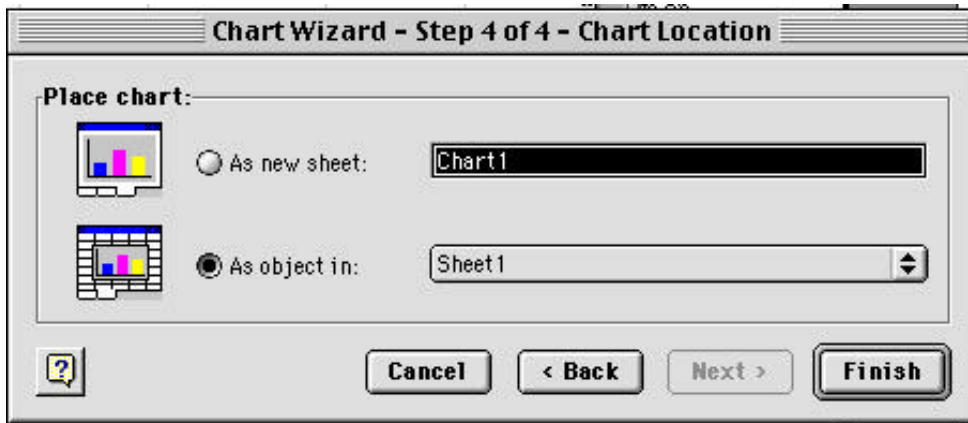 Chart Wizard - Step 4 of 4 - Chart Location
Place chart:
As new sheet: Chart1
As object in: Sheet1
?
Cancel < Back Next > Finish